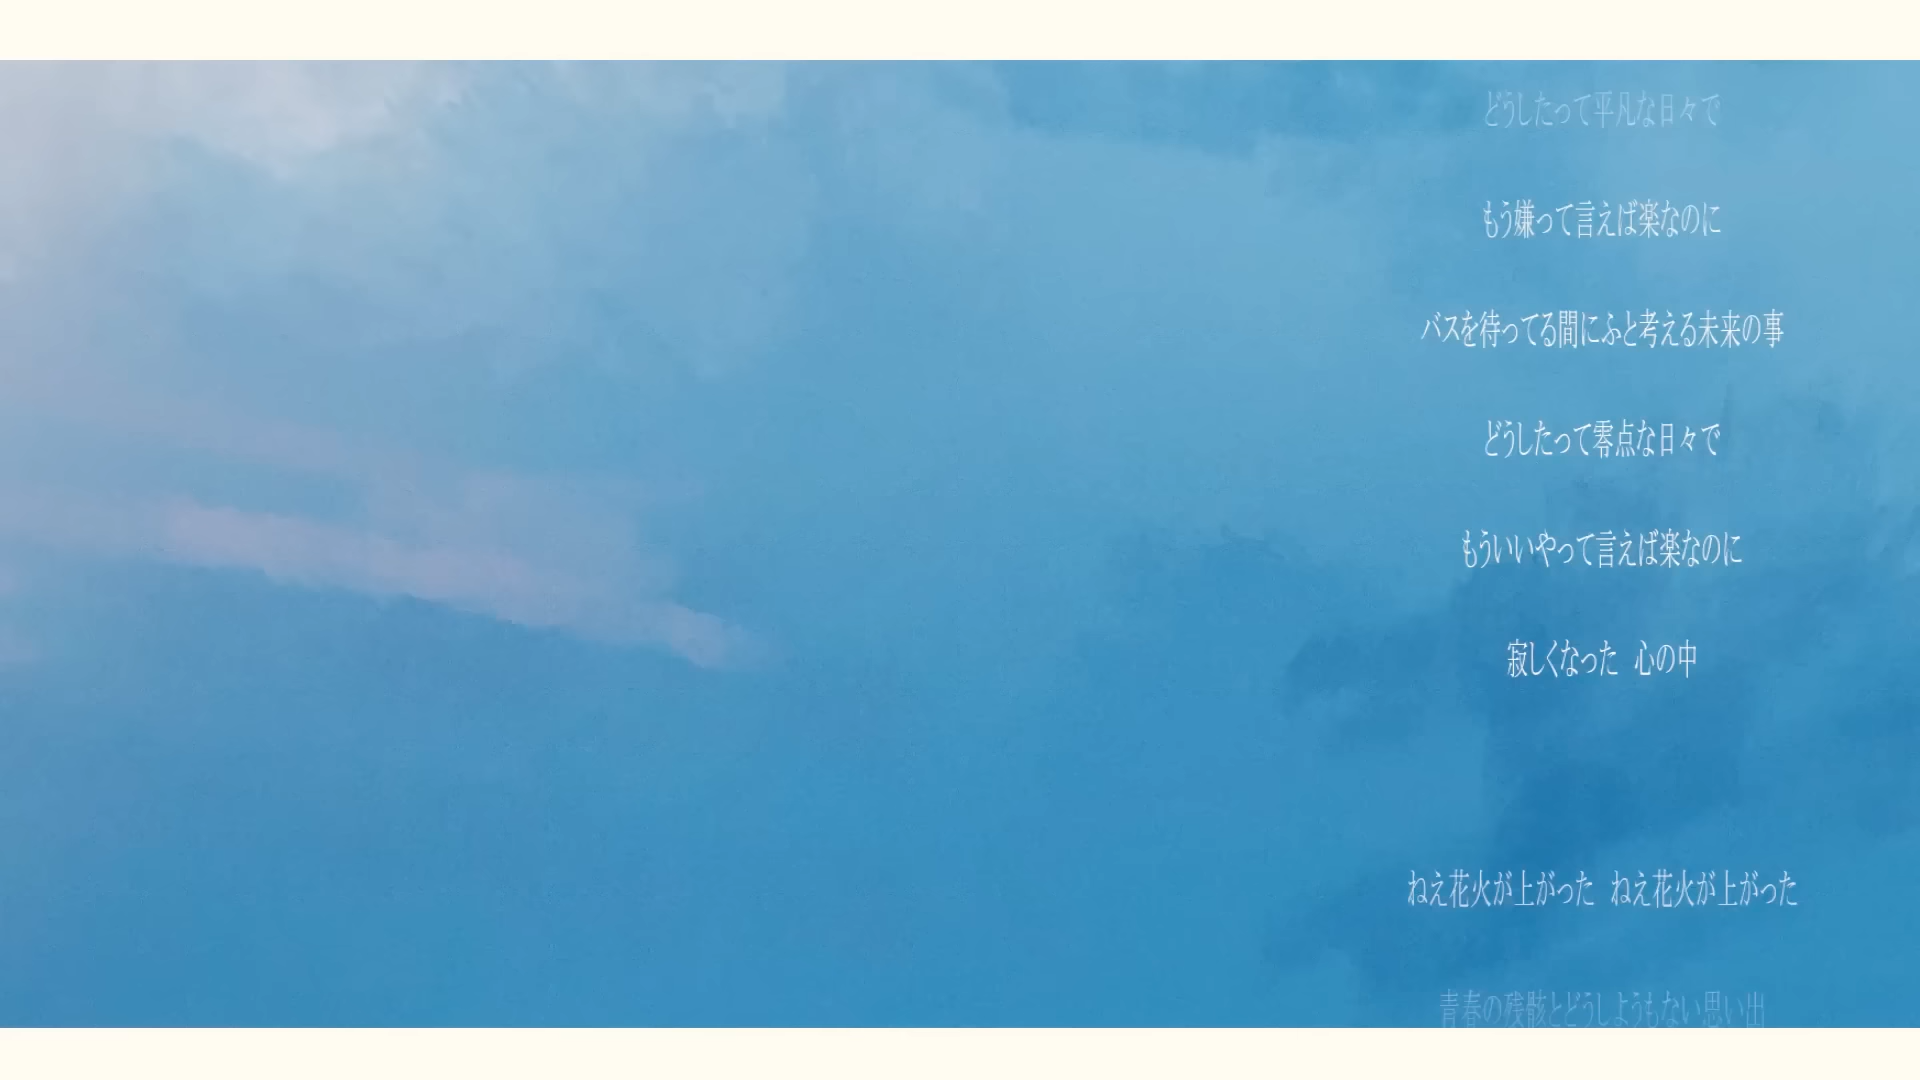 どうしたって平凡な日々で
もう嫌って言えば楽なのに
バスを待ってる間にふと考える未来の事
どうしたって零点な日々で
もういいやって言えば楽なのに
寂しくなった 心の中
ねえ花火が上がった ねえ花火が上がった
青春の残骸とどうしようもない思い出